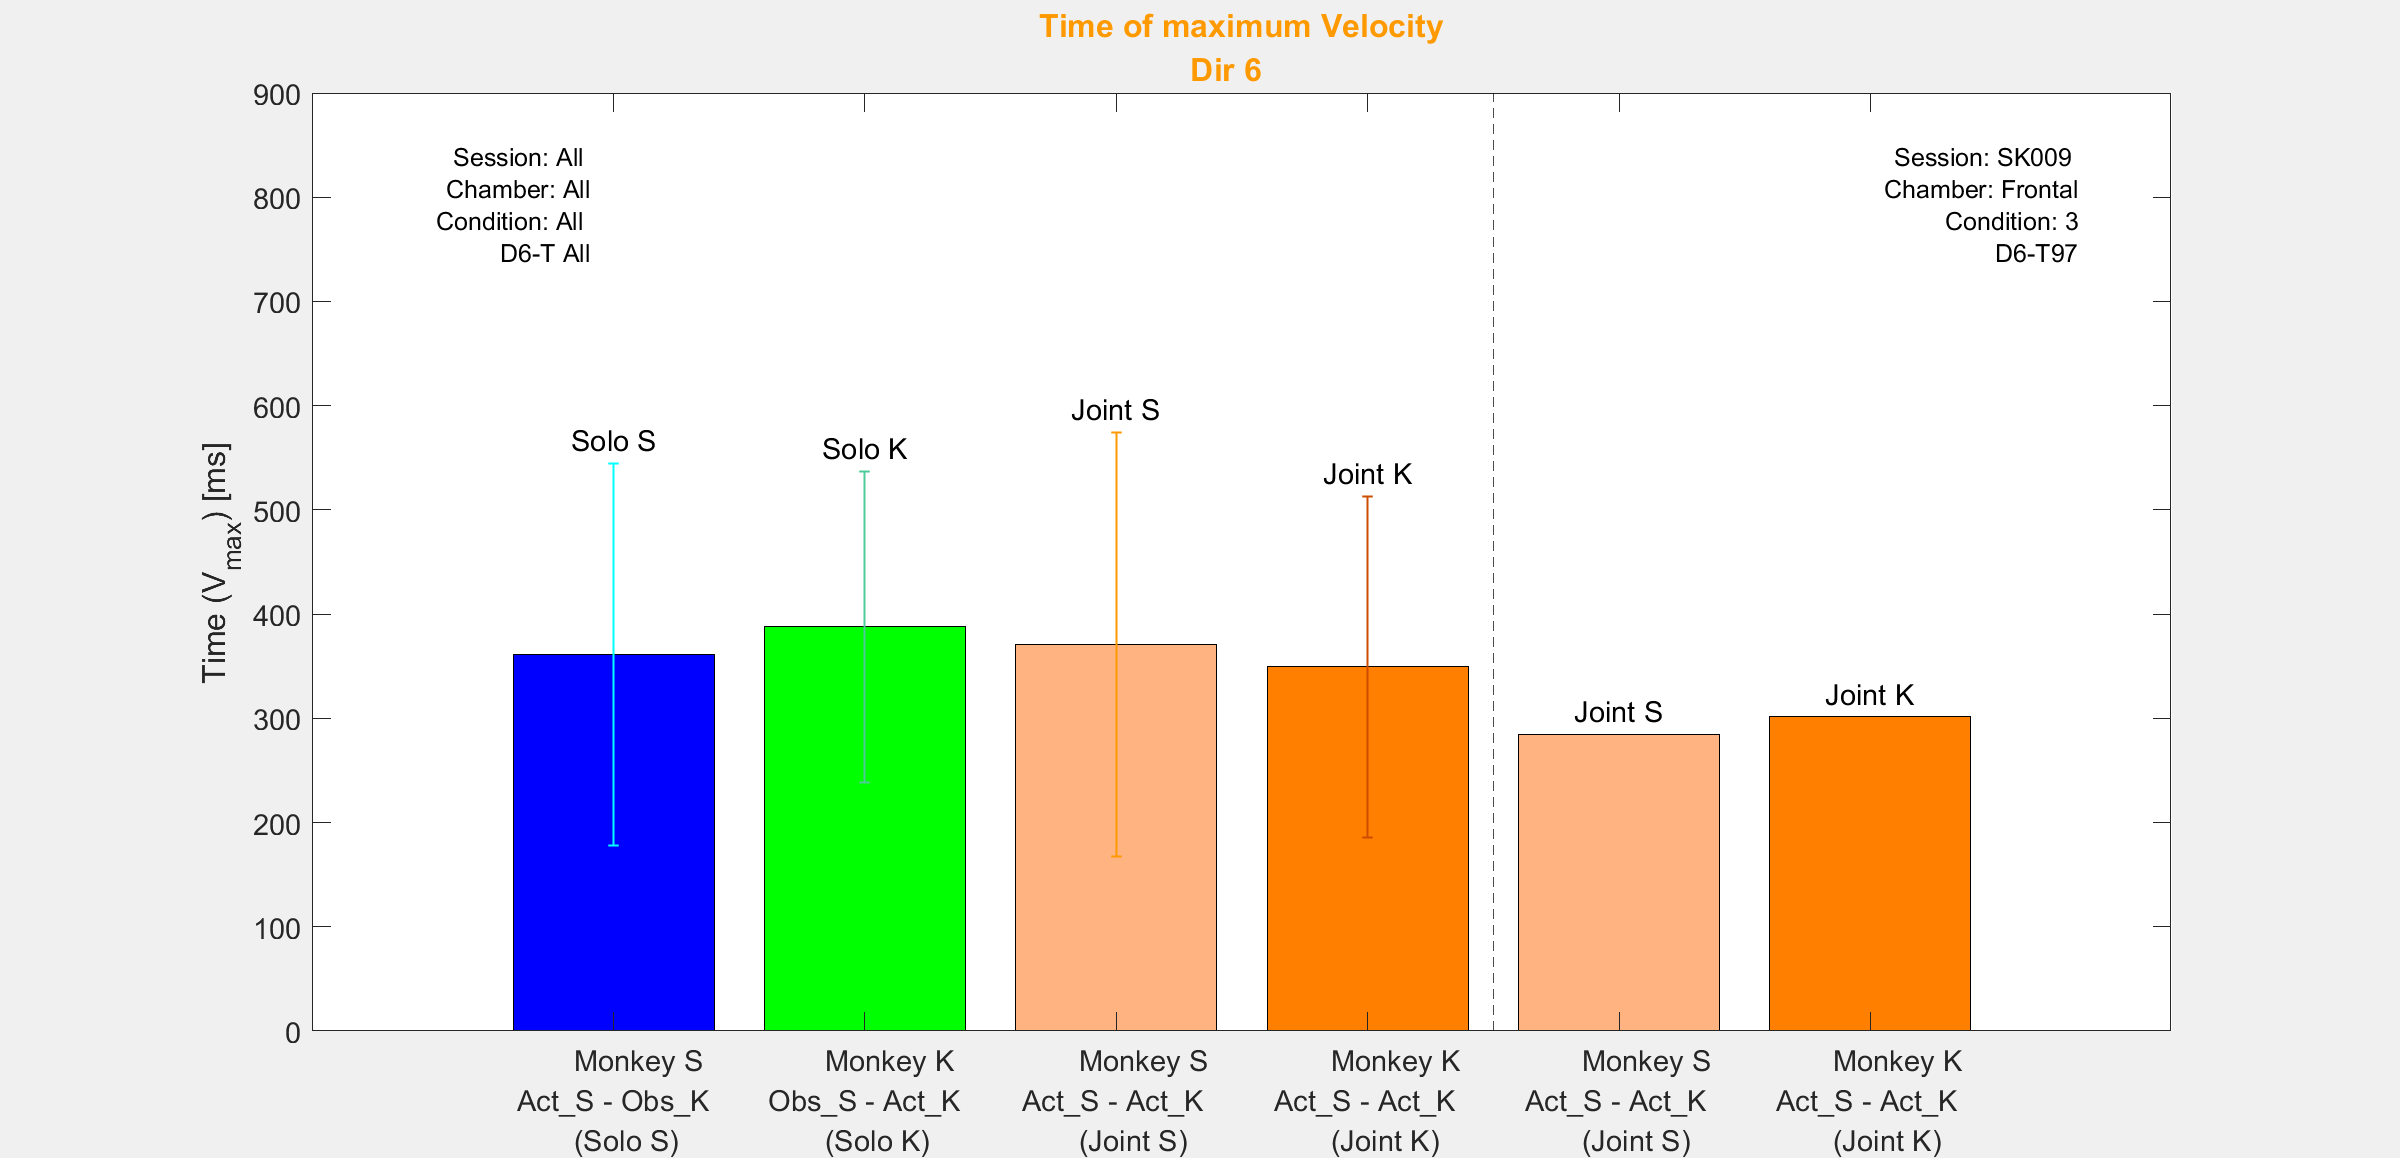 Time of maximum Velocity
Dir 6
900
800
700
600
500
400
300
200
100
0
Time (Vmax) [ms]
Session: All
Chamber: All
Condition: All
D6-T All
Session: SK009
Chamber: Frontal
Condition: 3
D6-T97
Solo S
Solo K
Joint S
Joint K
Joint S
Joint K
Monkey S
Act_S - Obs_K
(Solo S)
Monkey K
Obs_S - Act_K
(Solo K)
Monkey S
Act_S - Act_K
(Joint S)
Monkey K
Act_S - Act_K
(Joint K)
Monkey S
Act_S - Act_K
(Joint S)
Monkey K
Act_S - Act_K
(Joint K)